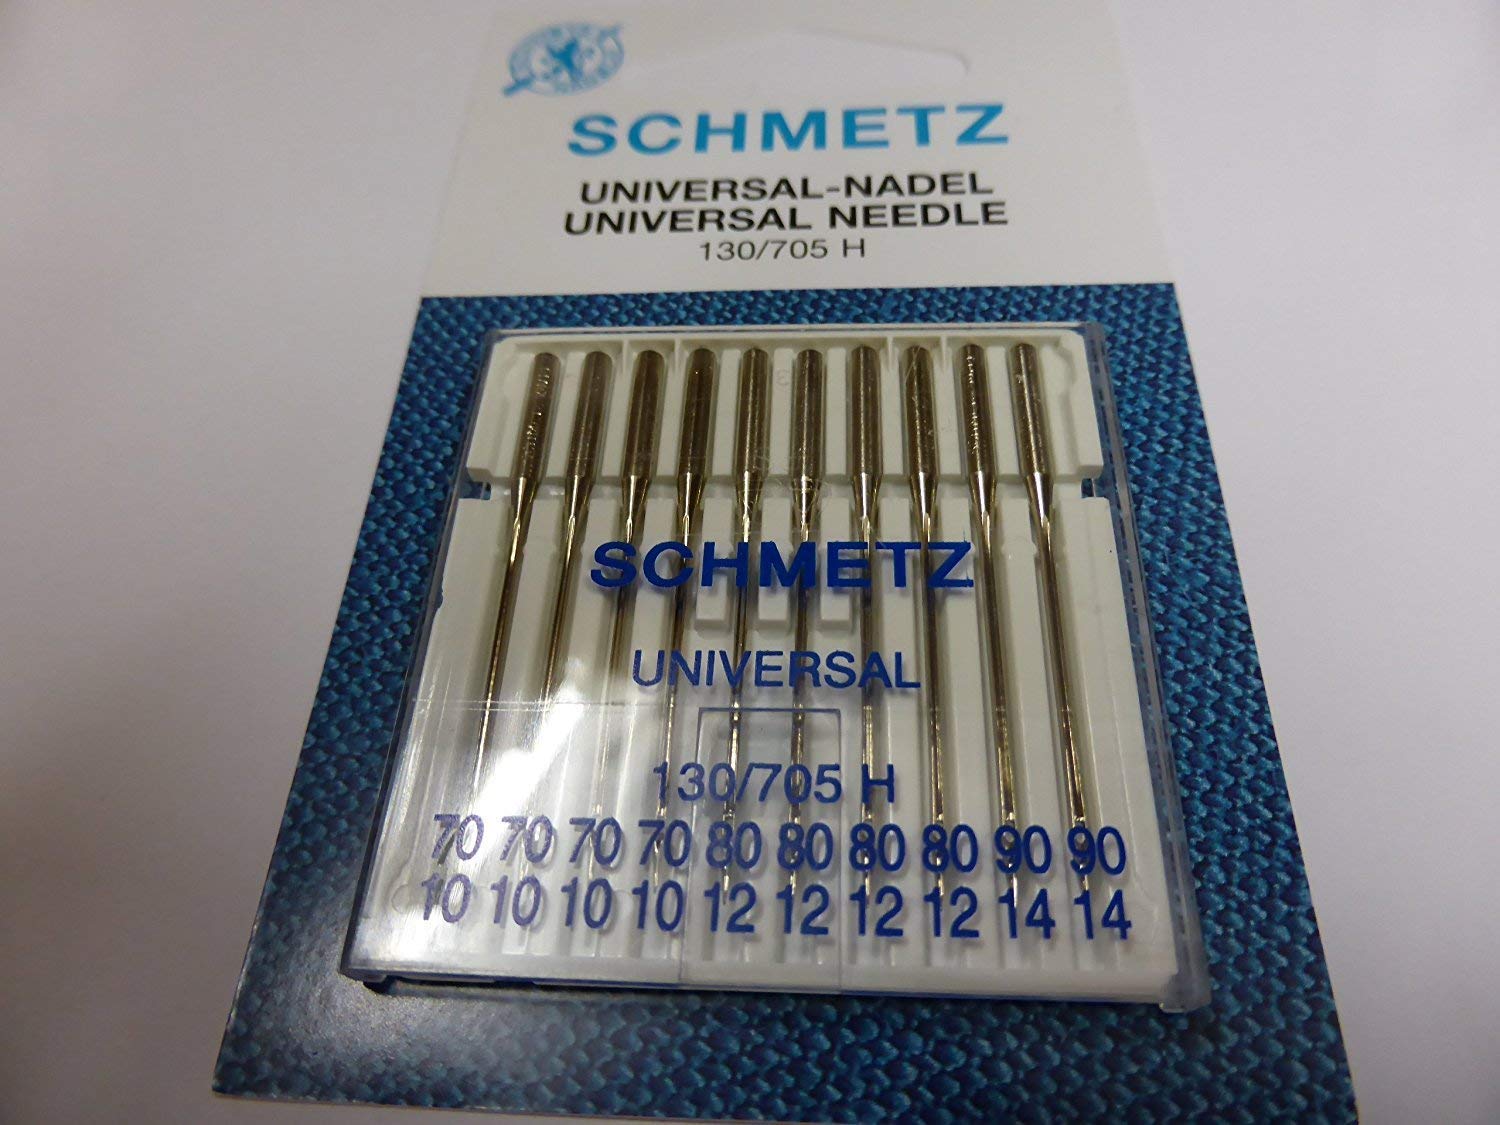 SCHMETZ
UNIVERSAL-NADEL
UNIVERSAL NEEDLE
130/705 H
SCHMETZ
UNIVERSAL
130/705 H
70 70 70 70 80 80 80 80 90 90
10 10 10 10 12 12 12 12 14 14